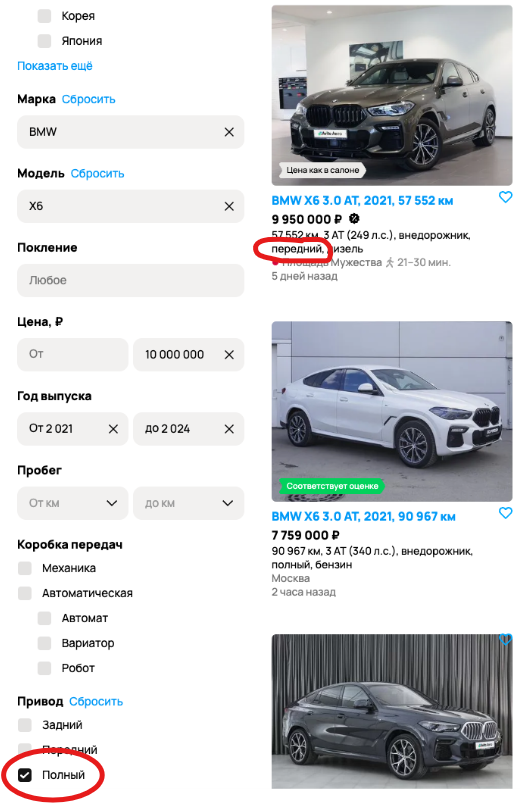 Корея
Япония
Показать ещё
Марка Сбросить
BMW
Модель Сбросить
X6
Покление
Любое
Цена, ₽
От
10 000 000
Год выпуска
От 2 021
до 2 024
Пробег
От км
до км
Коробка передач
Механика
Автоматическая
Автомат
Вариатор
Робот
Привод Сбросить
Задний
Передний
Полный
Цена как в салоне
BMW X6 3.0 AT, 2021, 57 552 км
9 950 000 ₽
57 552 км, 3 AT (249 л.с.), внедорожник,
передний, дизель
Площадь Мужества 21–30 мин.
5 дней назад
Соответствует оценке
BMW X6 3.0 AT, 2021, 90 967 км
7 759 000 ₽
90 967 км, 3 AT (340 л.с.), внедорожник,
полный, бензин
Москва
2 часа назад